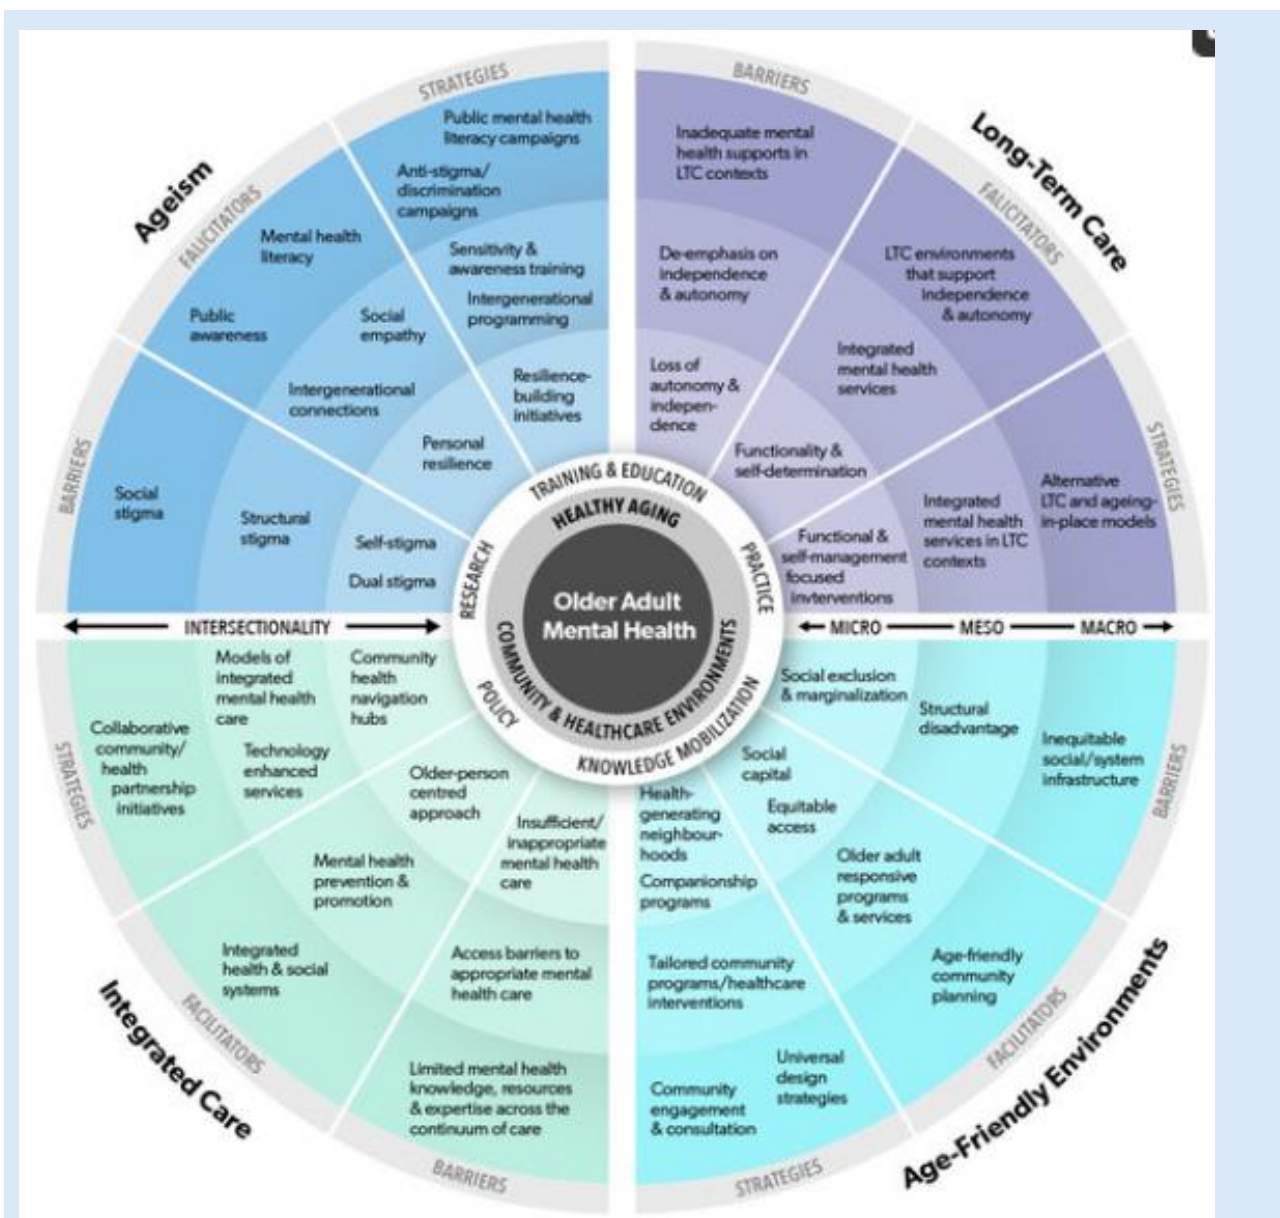 Ageism
STRATEGIES
Public mental health
literacy campaigns
Anti-stigma/
discrimination
campaigns
Sensitivity &
awareness training
Intergenerational
programming
Resilience-
building
initiatives
FALICITATORS
Mental health
literacy
Public
awareness
Social
empathy
Intergenerational
connections
Personal
resilience
BARRIERS
Social
stigma
Structural
stigma
Self-stigma
Dual stigma
Long-Term Care
BARRIERS
Inadequate mental
health supports in
LTC contexts
De-emphasis on
independence
& autonomy
Loss of
autonomy &
indepen-
dence
FALICITATORS
LTC environments
that support
independence
& autonomy
Integrated
mental health
services
Functionality &
self-determination
STRATEGIES
Alternative
LTC and ageing-
in-place models
Integrated
mental health
services in LTC
contexts
Functional &
self-management
focused
invterventions
TRAINING & EDUCATION
PRACTICE
KNOWLEDGE MOBILIZATION
POLICY
RESEARCH
HEALTHY AGING
COMMUNITY & HEALTHCARE ENVIRONMENTS
Older Adult
Mental Health
INTERSECTIONALITY
MICRO
MESO
MACRO
Integrated Care
STRATEGIES
Collaborative
community/
health
partnership
initiatives
Models of
integrated
mental health
care
Technology
enhanced
services
Community
health
navigation
hubs
FACILITATORS
Older-person
centred
approach
Mental health
prevention &
promotion
Integrated
health & social
systems
BARRIERS
Insufficient/
inappropriate
mental health
care
Access barriers to
appropriate mental
health care
Limited mental health
knowledge, resources
& expertise across the
continuum of care
Age-Friendly Environments
BARRIERS
Social exclusion
& marginalization
Structural
disadvantage
Inequitable
social/system
infrastructure
FACILITATORS
Social
capital
Equitable
access
Older adult
responsive
programs
& services
Age-friendly
community
planning
STRATEGIES
Health-
generating
neighbour-
hoods
Companionship
programs
Tailored community
programs/healthcare
interventions
Universal
design
strategies
Community
engagement
& consultation